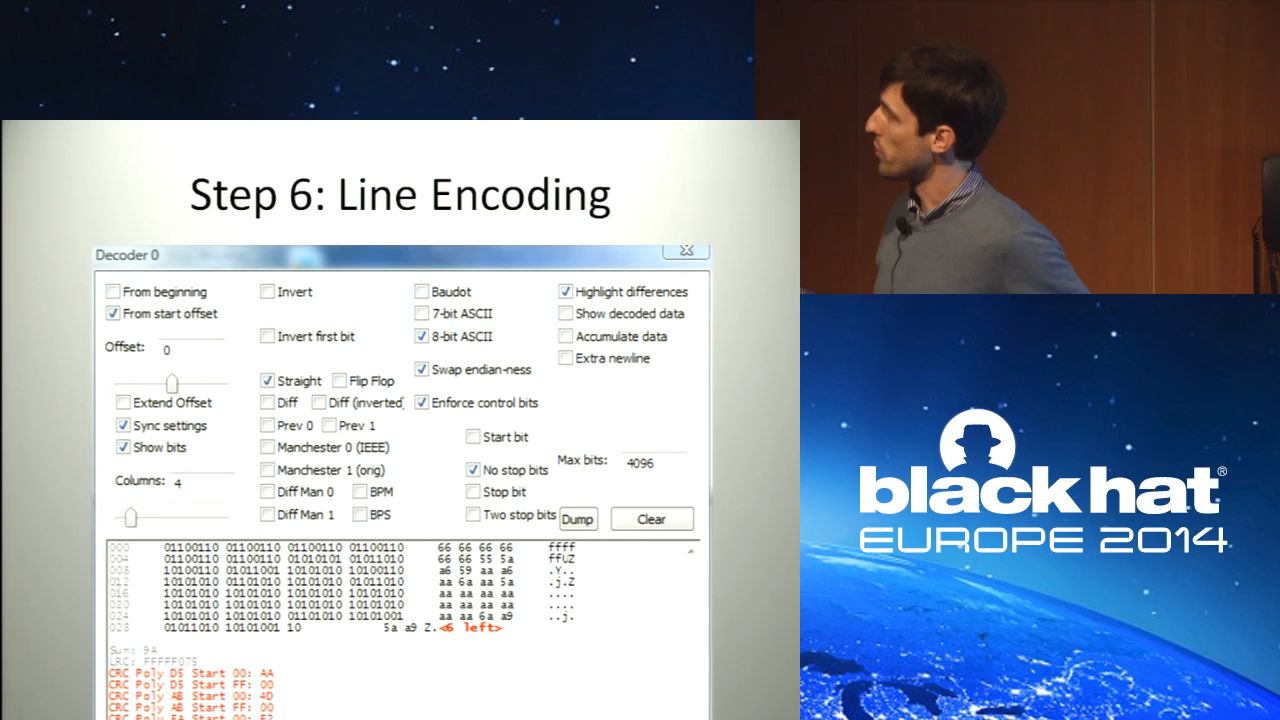 Step 6: Line Encoding
Decoder 0
From beginning
Invert
Baudot
Highlight differences
From start offset
7-bit ASCII
Show decoded data
Offset: 0
Invert first bit
8-bit ASCII
Accumulate data
Extra newline
Swap endian-ness
Straight
Flip Flop
Extend Offset
Diff
Diff (inverted)
Enforce control bits
Sync settings
Prev 0
Prev 1
Start bit
Show bits
Manchester 0 (IEEE)
Max bits: 4096
Manchester 1 (orig)
No stop bits
Columns: 4
Diff Man 0
BPM
Stop bit
Diff Man 1
BPS
Two stop bits
Dump
Clear
000 01100110 01100110 01100110 01100110 66 66 66 66 ffff
004 01100110 01100110 01010101 01011010 66 66 55 5a ffUZ
008 10100110 01011001 10101010 10100110 a6 59 aa a6 .Y..
012 10101010 01101010 10101010 01011010 aa 6a aa 5a .j.Z
016 10101010 10101010 10101010 10101010 aa aa aa aa ....
020 10101010 10101010 10101010 10101010 aa aa aa aa ....
024 10101010 10101010 01101010 10101001 aa aa 6a a9 ..j.
028 01011010 10101001 10 5a a9 Z.<6 left>
Sum: 9A
LRC: FFFFF075
CRC Poly D5 Start 00: AA
CRC Poly D5 Start FF: 00
CRC Poly AB Start 00: 4D
CRC Poly AB Start FF: 00
black hat®
EUROPE 2014